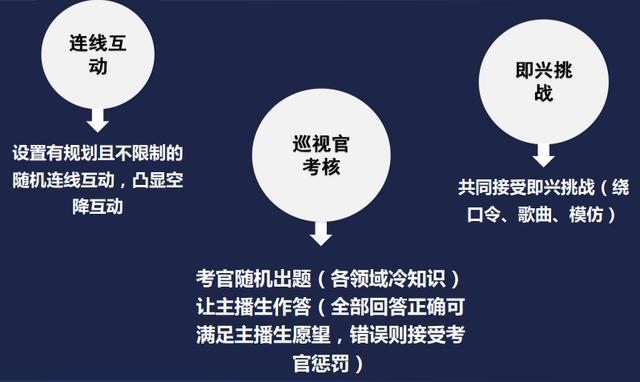 连线互
动
设置有规划且不限制的
随机连线互动，凸显空
降互动
巡视官
考核
考官随机出题（各领域冷知识）
让主播生作答（全部回答正确可
满足主播生愿望，错误则接受考
官惩罚）
即兴挑
战
共同接受即兴挑战（绕
口令、歌曲、模仿）